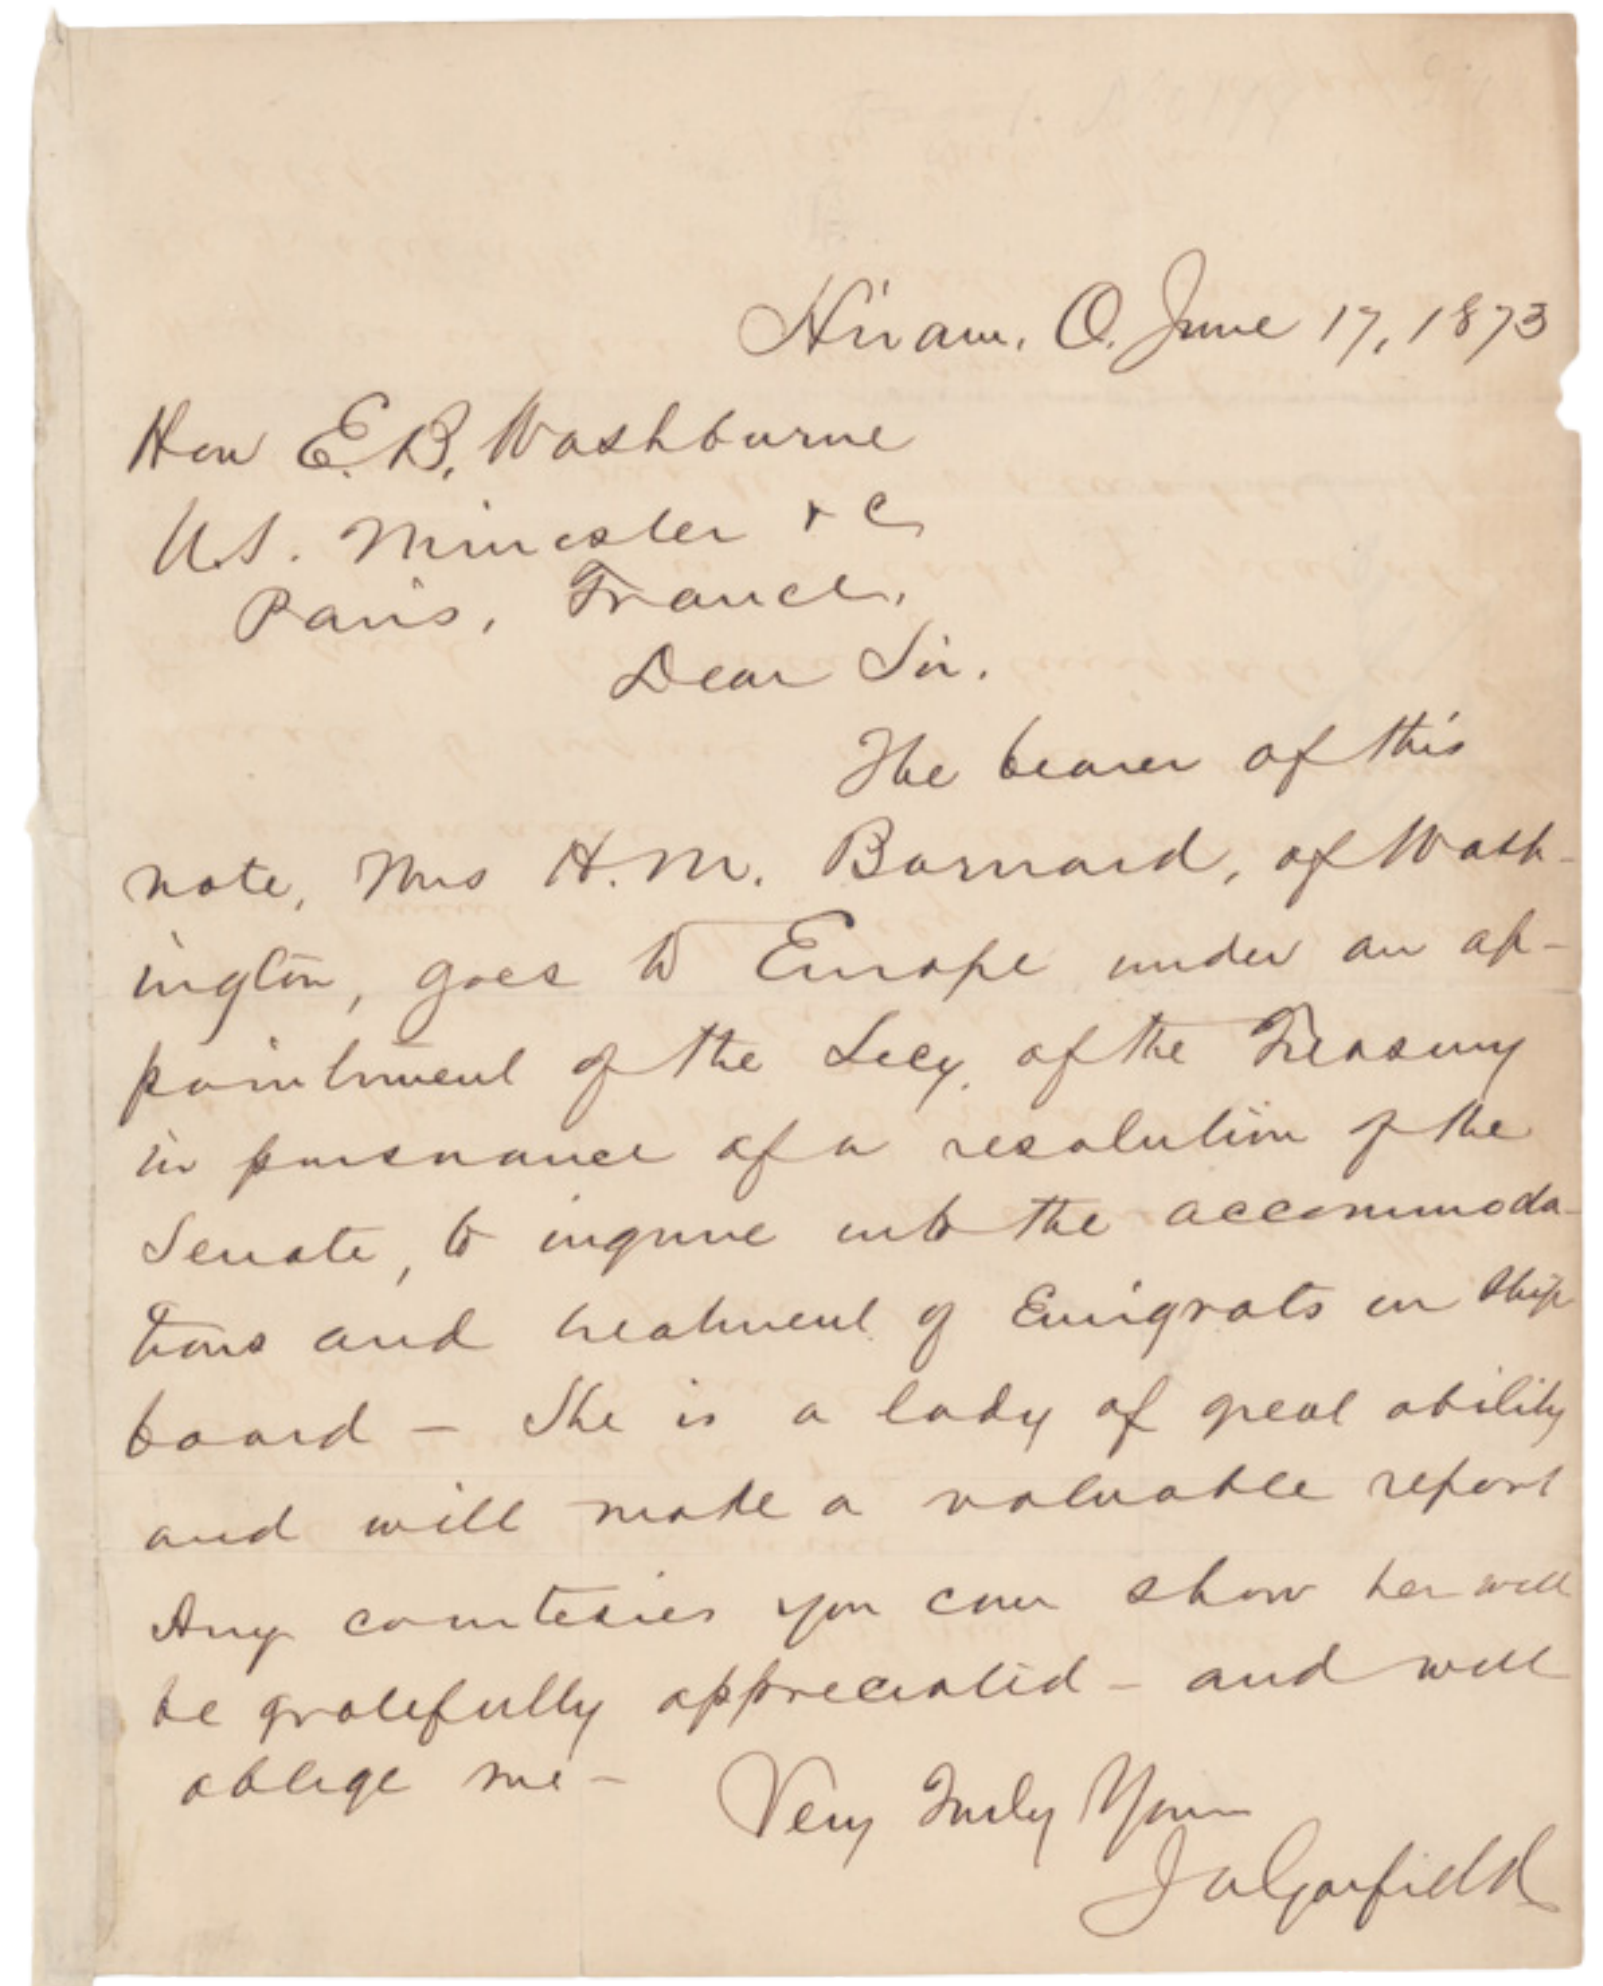 Hiram, O. June 17, 1873
Hon E.B. Washburne
U.S. Minister & c
Paris, France.
Dear Sir.
The bearer of this
note, Mrs H.M. Barnard, of Wash-
ington, goes to Europe under an ap-
pointment of the Secy. of the Treasury
in pursuance of a resolution of the
Senate, to inquire into the accommoda-
tions and treatment of Emigrats on ship
board – She is a lady of great ability
and will make a valuable report
Any courtesies you can show her will
be gratefully appreciated – and will
oblige me –
Very Truly Yours
J A Garfield